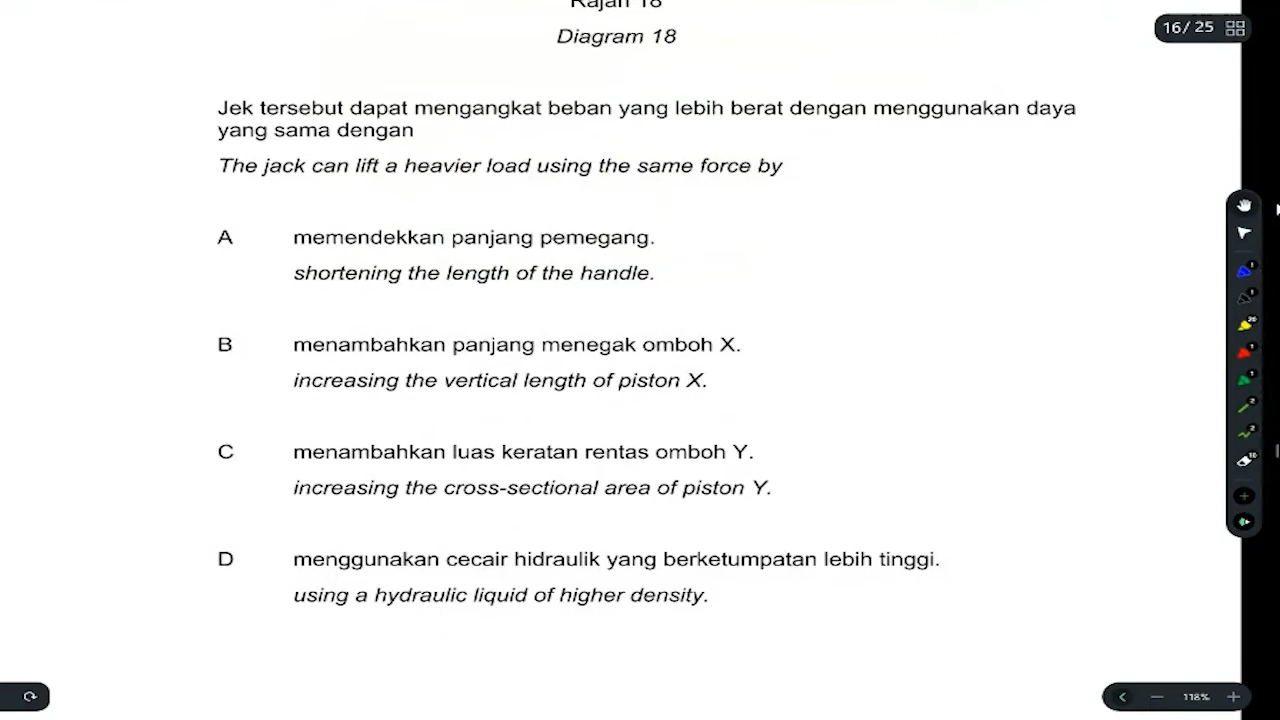 Rajah 18
Diagram 18
16/ 25
Jek tersebut dapat mengangkat beban yang lebih berat dengan menggunakan daya
yang sama dengan
The jack can lift a heavier load using the same force by
A memendekkan panjang pemegang.
shortening the length of the handle.
B menambahkan panjang menegak omboh X.
increasing the vertical length of piston X.
C menambahkan luas keratan rentas omboh Y.
increasing the cross-sectional area of piston Y.
D menggunakan cecair hidraulik yang berketumpatan lebih tinggi.
using a hydraulic liquid of higher density.
118%